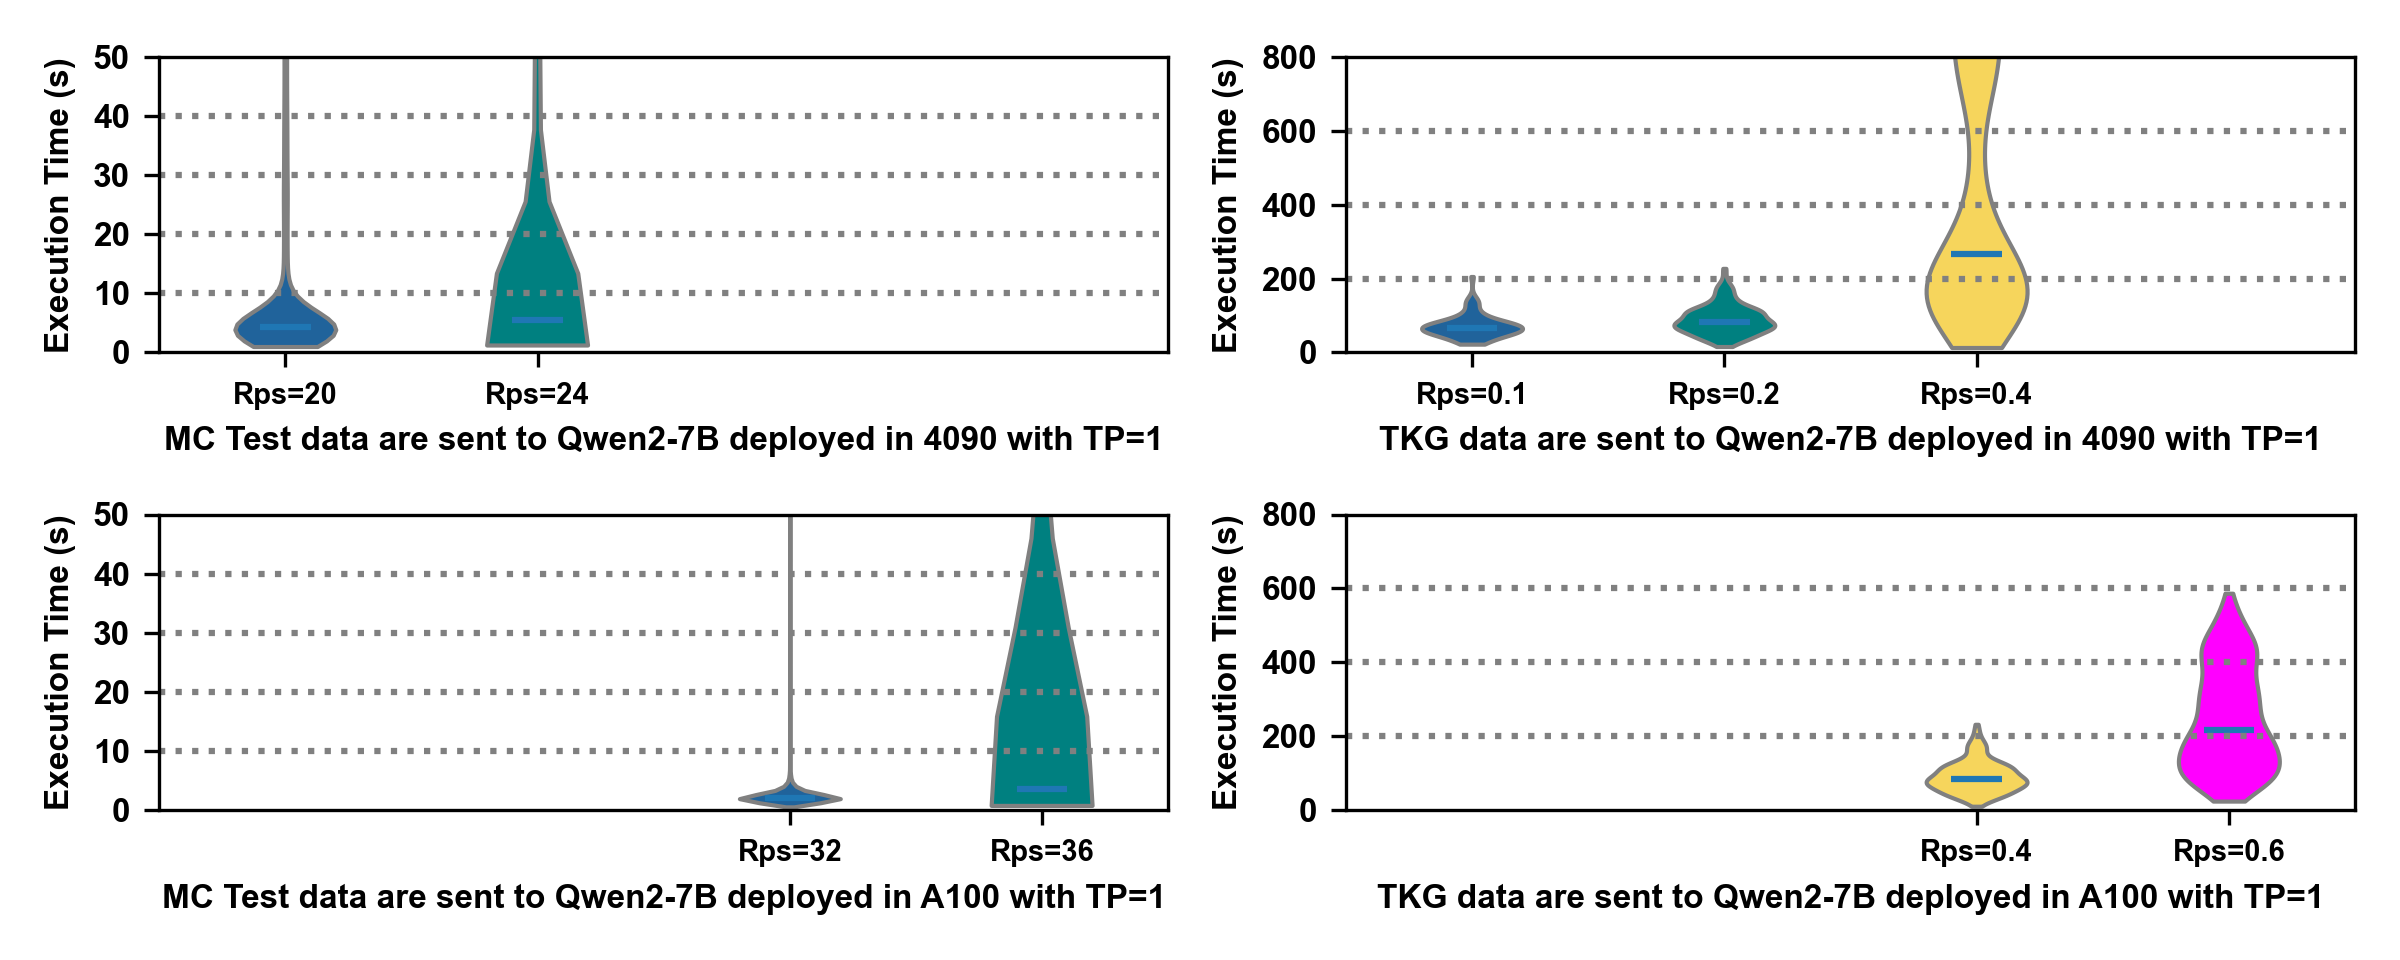 Execution Time (s)
50
40
30
20
10
0
Rps=20
Rps=24
MC Test data are sent to Qwen2-7B deployed in 4090 with TP=1
Execution Time (s)
800
600
400
200
0
Rps=0.1
Rps=0.2
Rps=0.4
TKG data are sent to Qwen2-7B deployed in 4090 with TP=1
Execution Time (s)
50
40
30
20
10
0
Rps=32
Rps=36
MC Test data are sent to Qwen2-7B deployed in A100 with TP=1
Execution Time (s)
800
600
400
200
0
Rps=0.4
Rps=0.6
TKG data are sent to Qwen2-7B deployed in A100 with TP=1